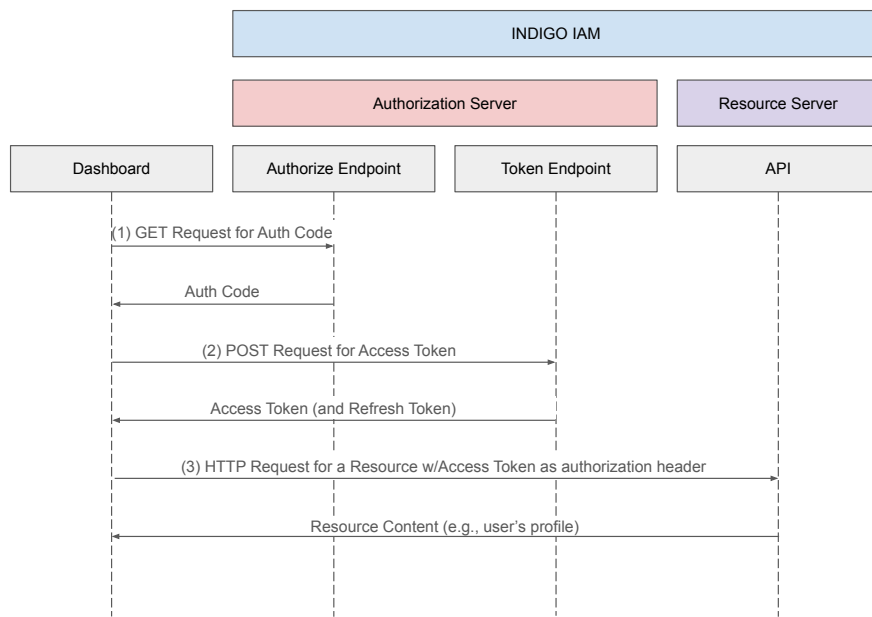 INDIGO IAM
Authorization Server
Resource Server
Dashboard
Authorize Endpoint
Token Endpoint
API
(1) GET Request for Auth Code
Auth Code
(2) POST Request for Access Token
Access Token (and Refresh Token)
(3) HTTP Request for a Resource w/Access Token as authorization header
Resource Content (e.g., user's profile)